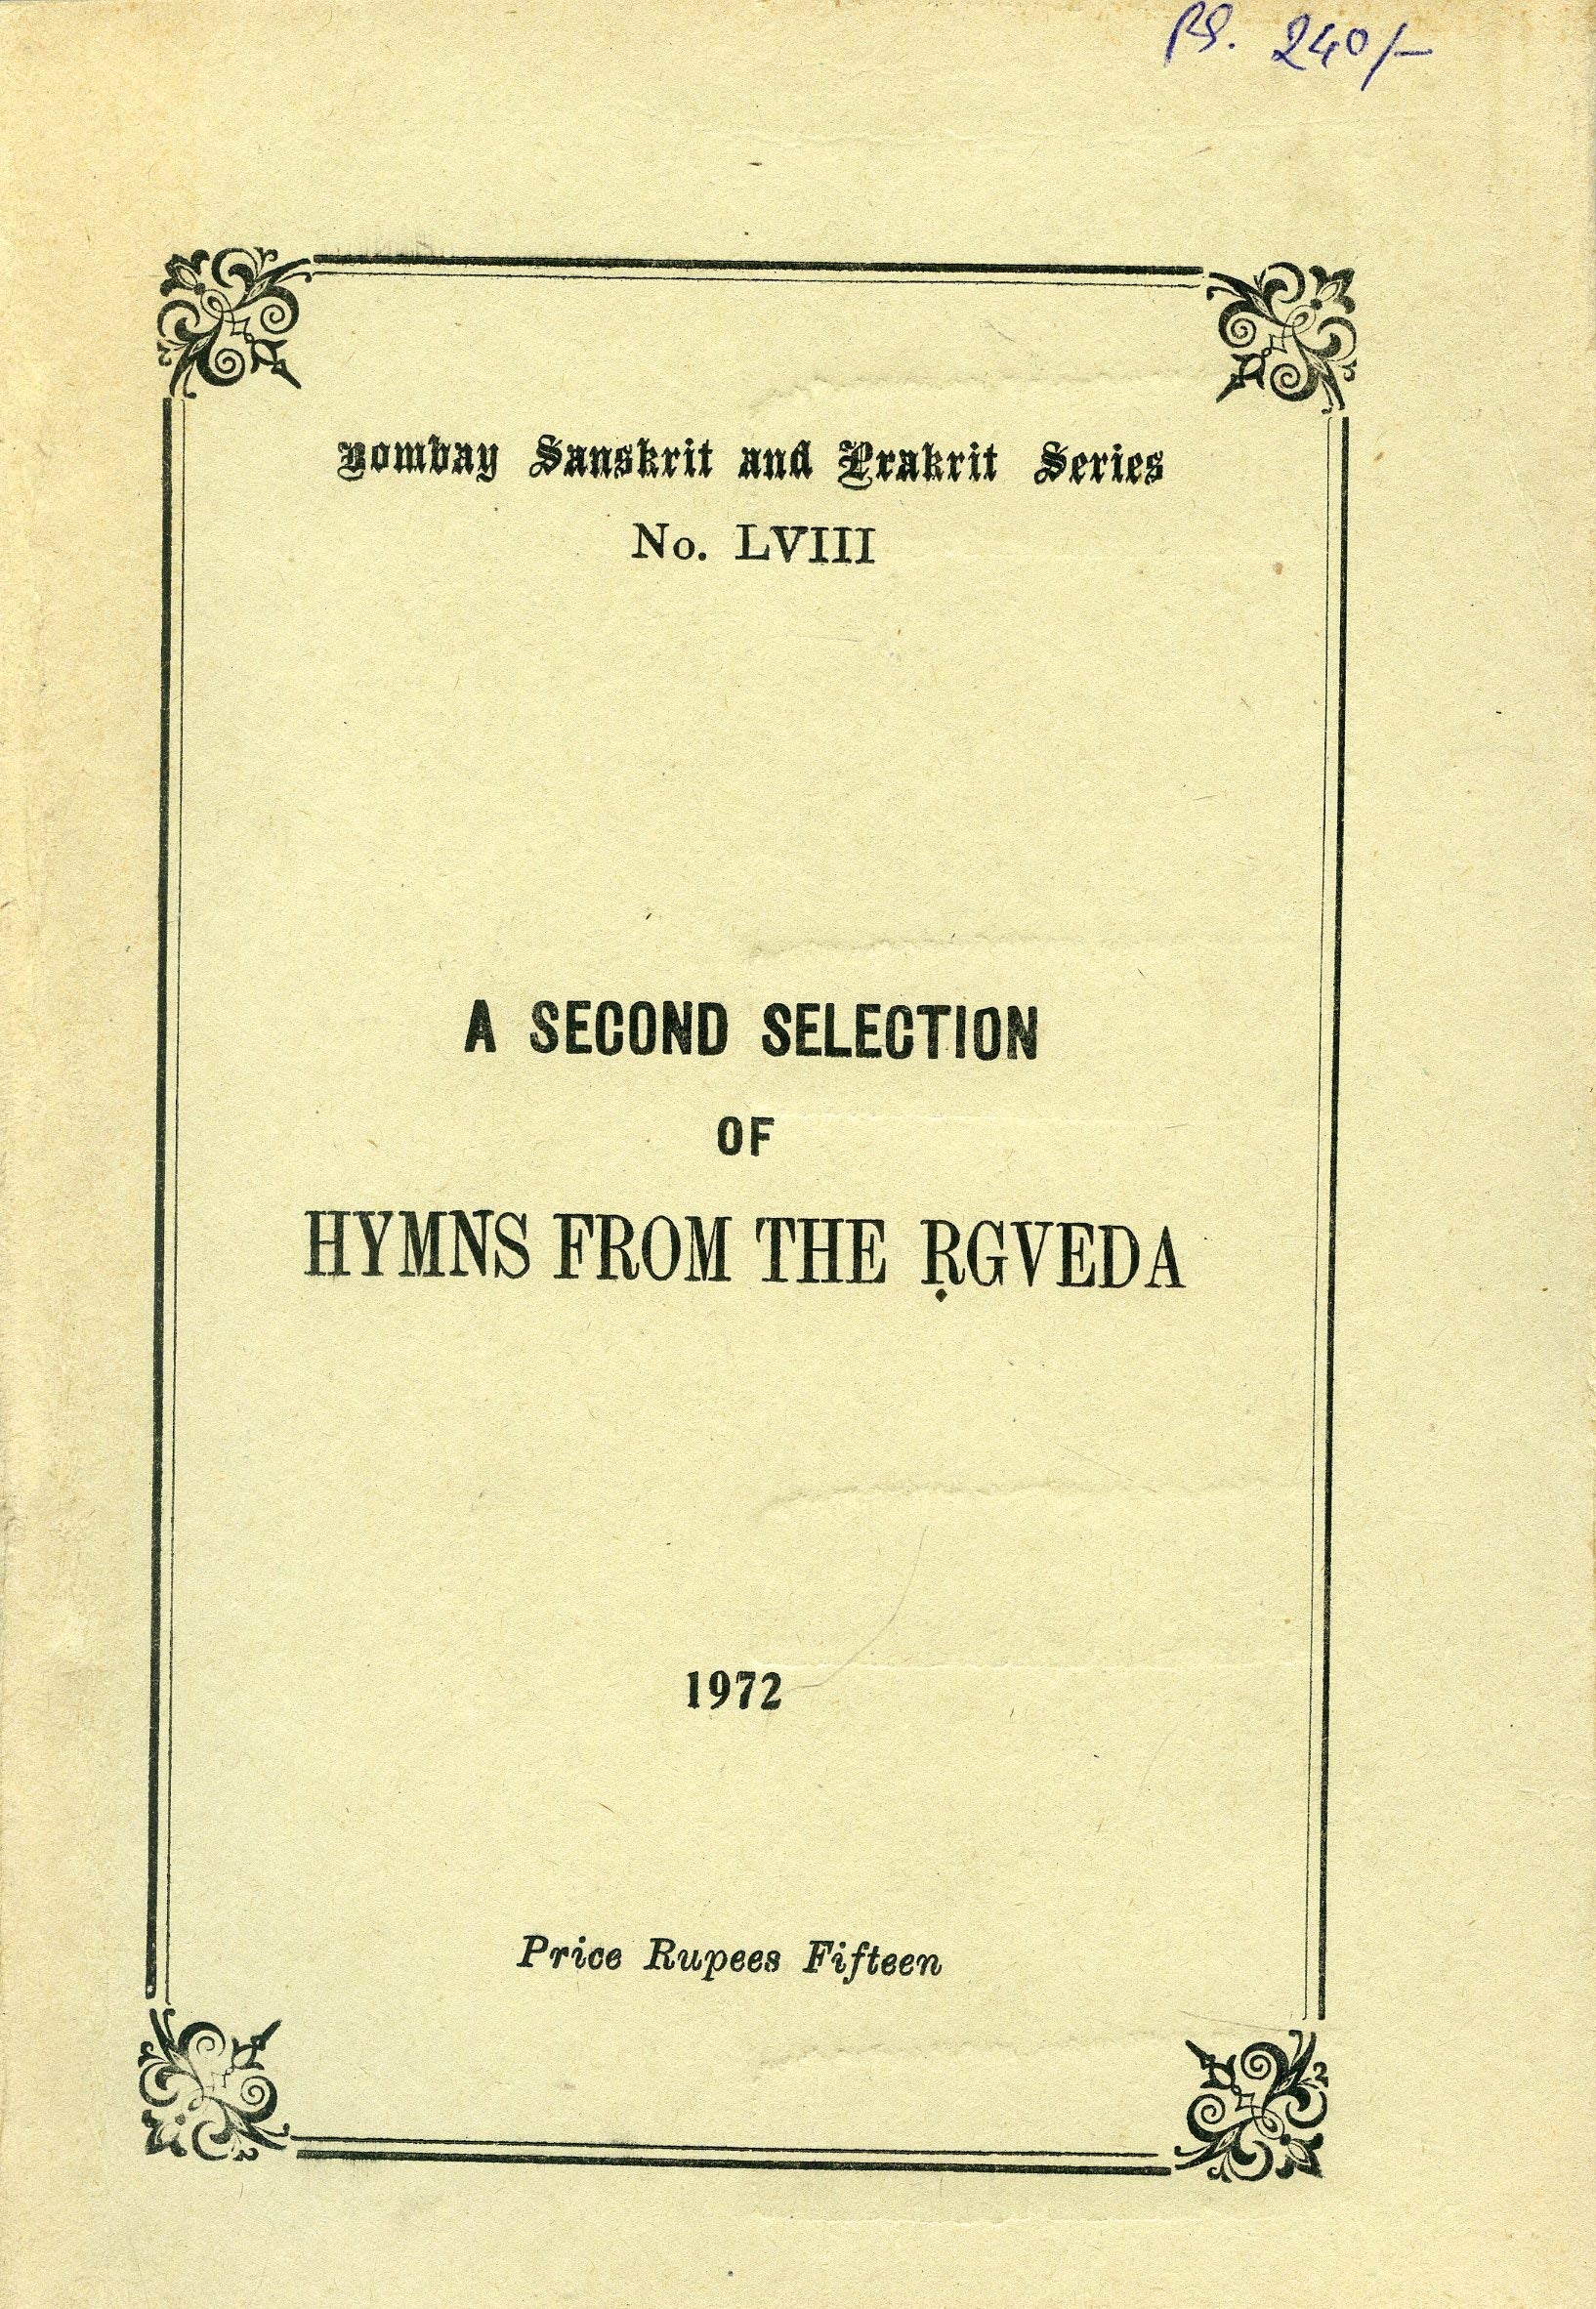 Rs. 240/-
Bombay Sanskrit and Prakrit Series
No. LVIII
A SECOND SELECTION
OF
HYMNS FROM THE ṚGVEDA
1972
Price Rupees Fifteen